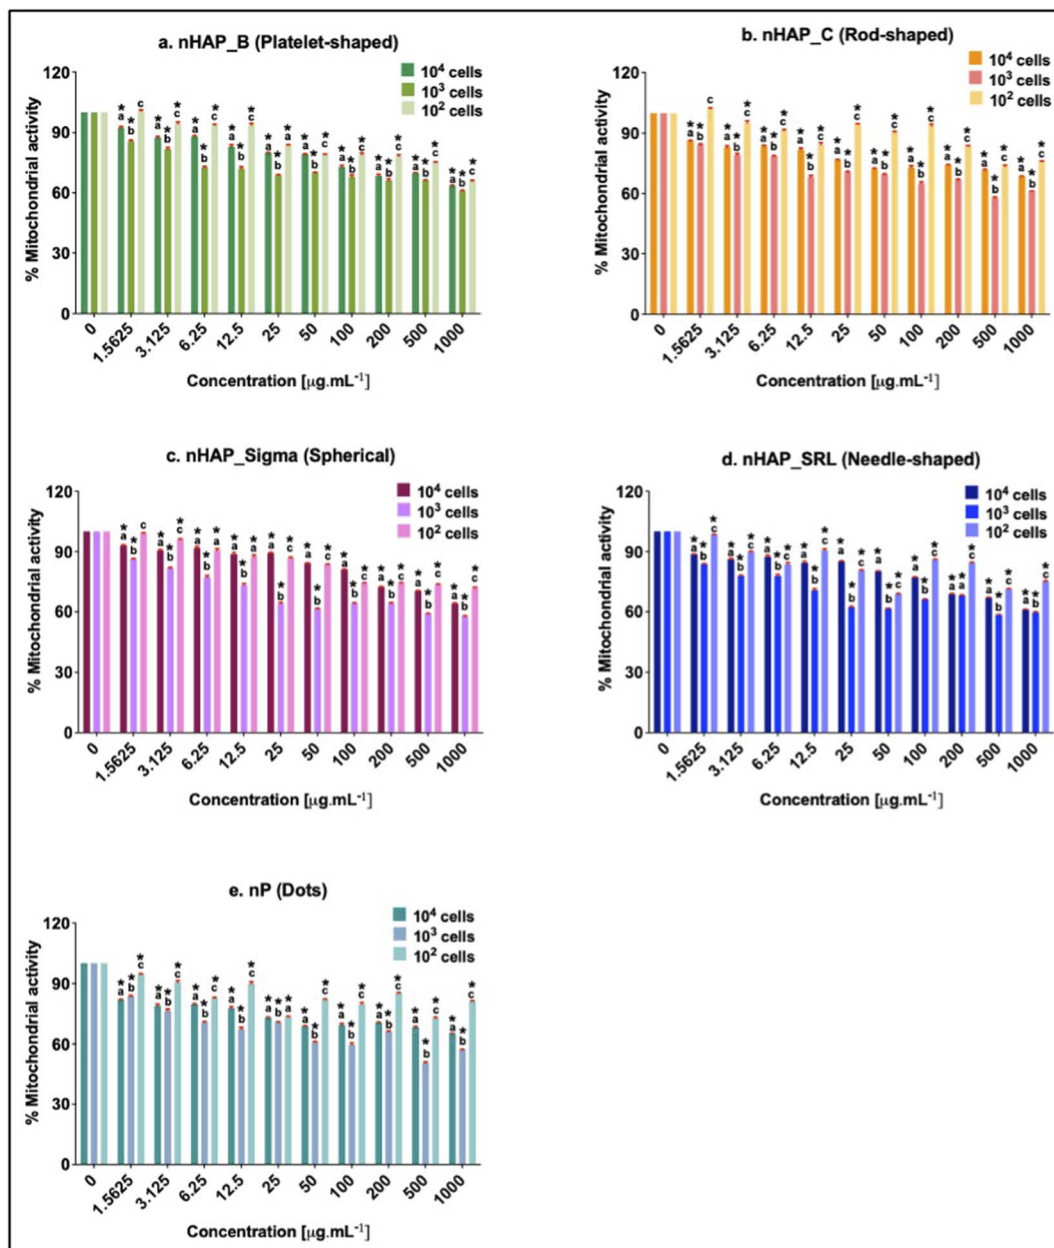 a. nHAP_B (Platelet-shaped)
10⁴ cells
10³ cells
10² cells
% Mitochondrial activity
120
90
60
30
0
0 1.5625 3.125 6.25 12.5 25 50 100 200 500 1000
Concentration [μg.mL⁻¹]
b. nHAP_C (Rod-shaped)
10⁴ cells
10³ cells
10² cells
% Mitochondrial activity
120
90
60
30
0
0 1.5625 3.125 6.25 12.5 25 50 100 200 500 1000
Concentration [μg.mL⁻¹]
c. nHAP_Sigma (Spherical)
10⁴ cells
10³ cells
10² cells
% Mitochondrial activity
120
90
60
30
0
0 1.5625 3.125 6.25 12.5 25 50 100 200 500 1000
Concentration [μg.mL⁻¹]
d. nHAP_SRL (Needle-shaped)
10⁴ cells
10³ cells
10² cells
% Mitochondrial activity
120
90
60
30
0
0 1.5625 3.125 6.25 12.5 25 50 100 200 500 1000
Concentration [μg.mL⁻¹]
e. nP (Dots)
10⁴ cells
10³ cells
10² cells
% Mitochondrial activity
120
90
60
30
0
0 1.5625 3.125 6.25 12.5 25 50 100 200 500 1000
Concentration [μg.mL⁻¹]